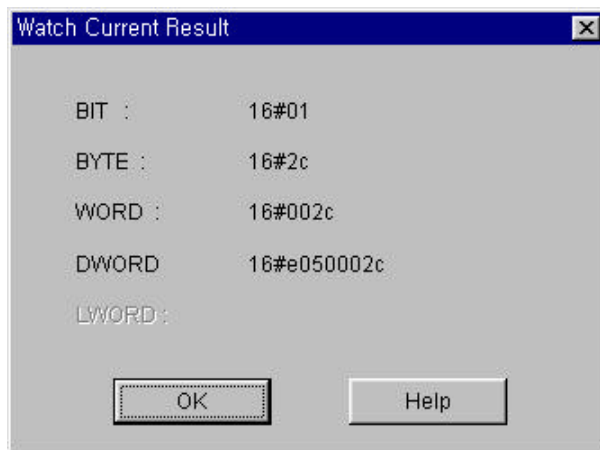 Watch Current Result
BIT : 16#01
BYTE : 16#2c
WORD : 16#002c
DWORD 16#e050002c
LWORD :
OK Help